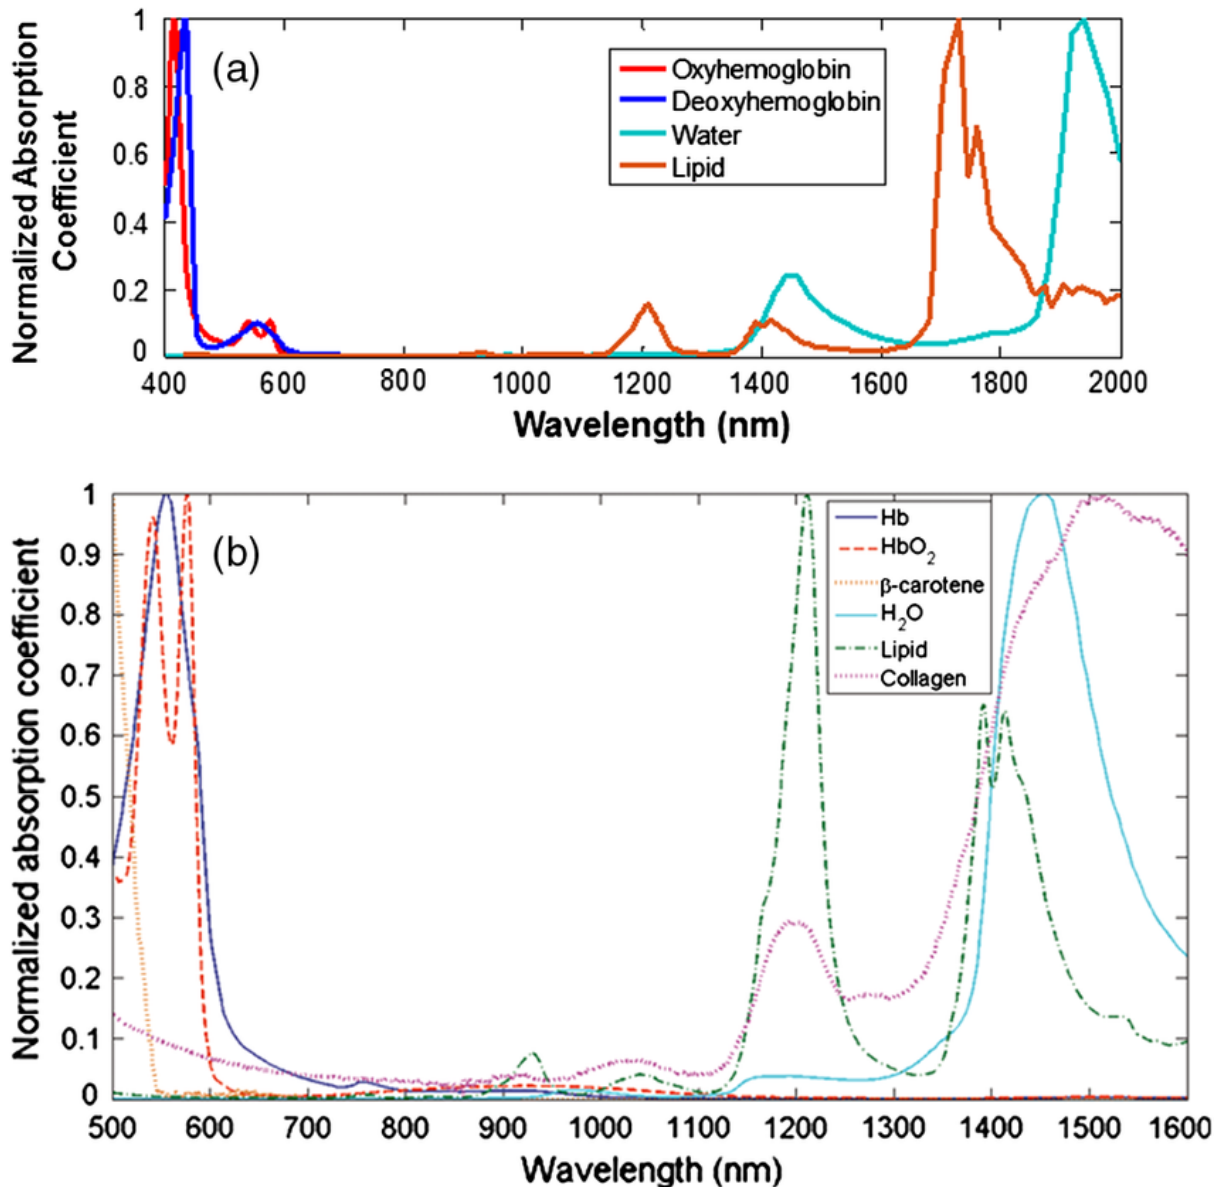 (a)
Normalized Absorption
Coefficient
1
0.8
0.6
0.4
0.2
0
Oxyhemoglobin
Deoxyhemoglobin
Water
Lipid
400 600 800 1000 1200 1400 1600 1800 2000
Wavelength (nm)
(b)
Normalized absorption coefficient
1
0.9
0.8
0.7
0.6
0.5
0.4
0.3
0.2
0.1
0
Hb
HbO₂
β-carotene
H₂O
Lipid
Collagen
500 600 700 800 900 1000 1100 1200 1300 1400 1500 1600
Wavelength (nm)